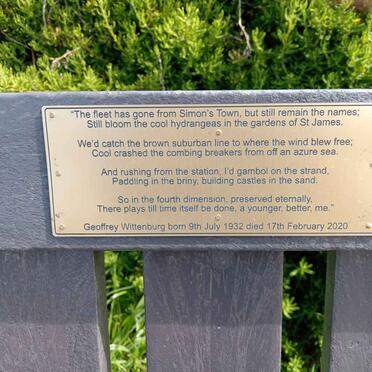 "The fleet has gone from Simon's Town, but still remain the names;
Still bloom the cool hydrangeas in the gardens of St James.
We'd catch the brown suburban line to where the wind blew free;
Cool crashed the combing breakers from off an azure sea.
And rushing from the station, I'd gambol on the strand,
Paddling in the briny, building castles in the sand.
So in the fourth dimension, preserved eternally,
There plays till time itself be done, a younger, better, me."
Geoffrey Wittenburg born 9th July 1932 died 17th February 2020